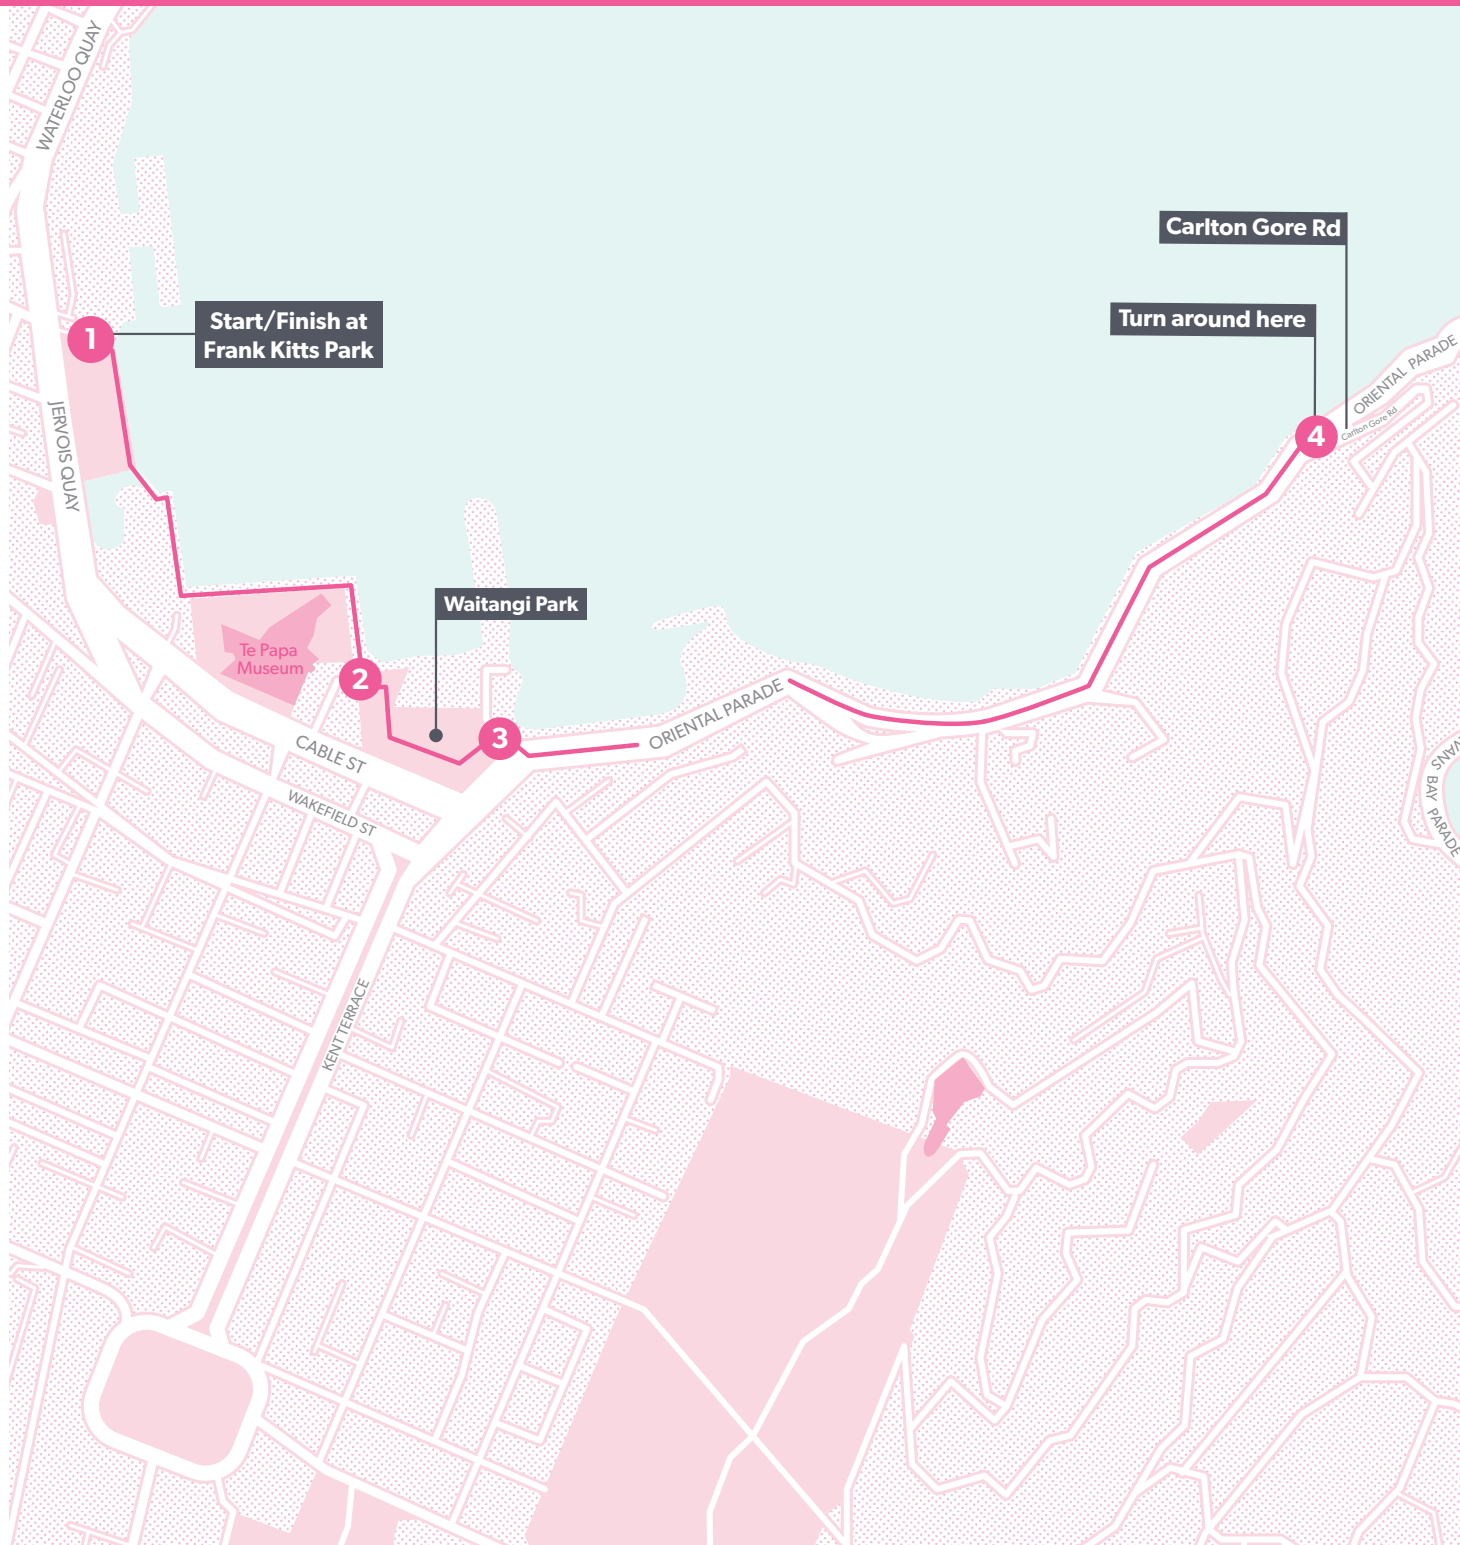 WATERLOO QUAY
Carlton Gore Rd
Turn around here
1
Start/Finish at
Frank Kitts Park
ORIENTAL PARADE
JERVOIS QUAY
4
Carlton Gore Rd
Waitangi Park
Te Papa
Museum
2
3
ORIENTAL PARADE
CABLE ST
WAKEFIELD ST
VANS
BAY PARADE
KENT TERRACE